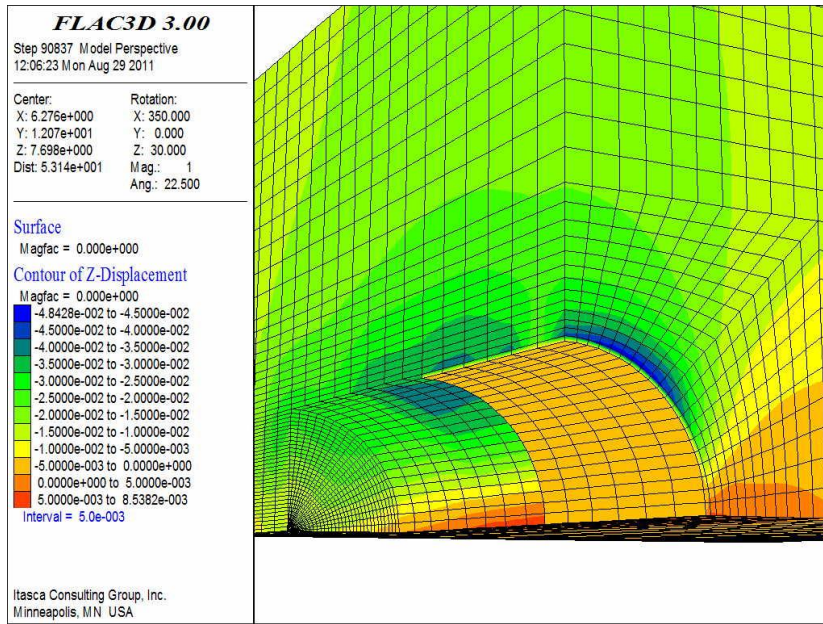 FLAC3D 3.00
Step 90837 Model Perspective
12:06:23 Mon Aug 29 2011
Center: Rotation:
X: 6.276e+000 X: 350.000
Y: 1.207e+001 Y: 0.000
Z: 7.698e+000 Z: 30.000
Dist: 5.314e+001 Mag.: 1
Ang.: 22.500
Surface
Magfac = 0.000e+000
Contour of Z-Displacement
Magfac = 0.000e+000
-4.8428e-002 to -4.5000e-002
-4.5000e-002 to -4.0000e-002
-4.0000e-002 to -3.5000e-002
-3.5000e-002 to -3.0000e-002
-3.0000e-002 to -2.5000e-002
-2.5000e-002 to -2.0000e-002
-2.0000e-002 to -1.5000e-002
-1.5000e-002 to -1.0000e-002
-1.0000e-002 to -5.0000e-003
-5.0000e-003 to 0.0000e+000
0.0000e+000 to 5.0000e-003
5.0000e-003 to 8.5382e-003
Interval = 5.0e-003
Itasca Consulting Group, Inc.
Minneapolis, MN USA